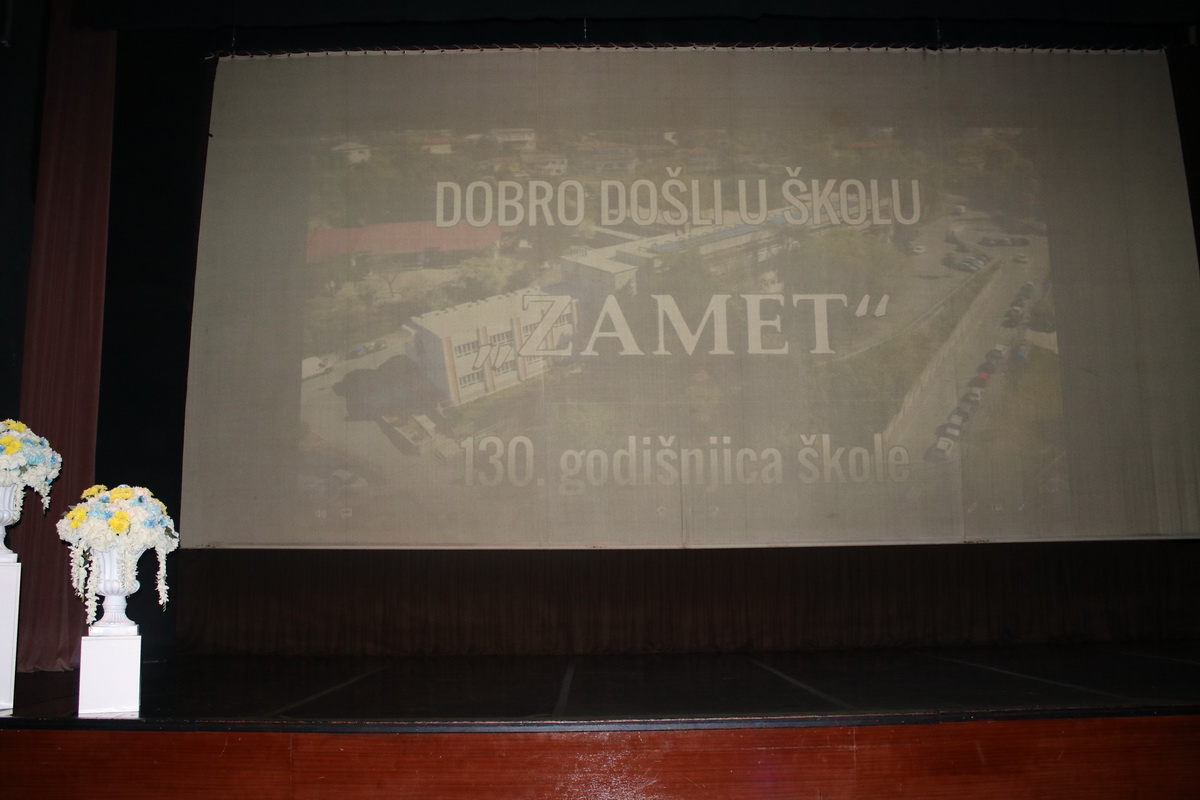 DOBRO DOŠLI U ŠKOLU
„ZAMET“
130. godišnjica škole